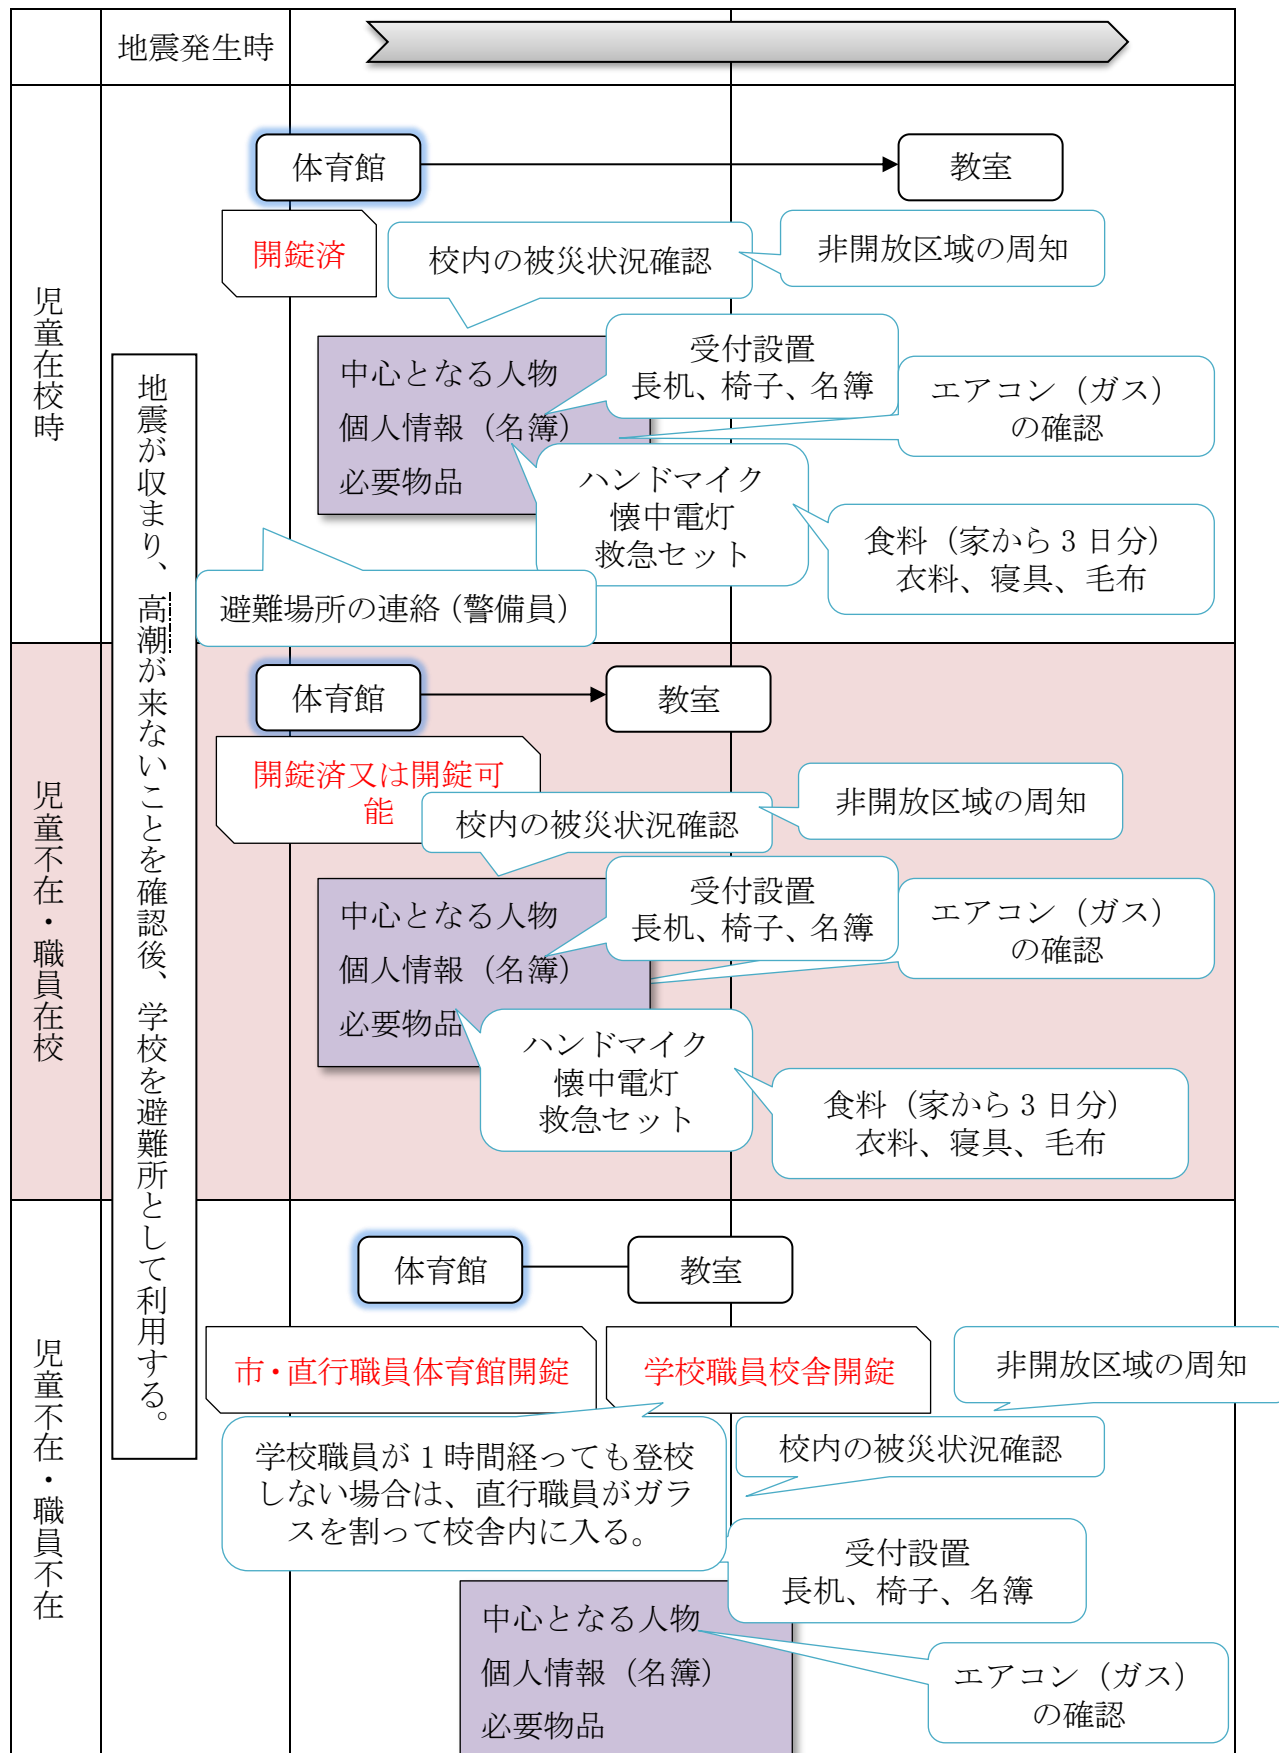 地震発生時
児童在校時
地震が収まり、高潮が来ないことを確認後、学校を避難所として利用する。
体育館
教室
開錠済
校内の被災状況確認
非開放区域の周知
中心となる人物
個人情報（名簿）
必要物品
受付設置
長机、椅子、名簿
エアコン（ガス）
の確認
ハンドマイク
懐中電灯
救急セット
食料（家から3日分）
衣料、寝具、毛布
避難場所の連絡（警備員）
児童不在・職員在校
体育館
教室
開錠済又は開錠可
能
校内の被災状況確認
非開放区域の周知
中心となる人物
個人情報（名簿）
必要物品
受付設置
長机、椅子、名簿
エアコン（ガス）
の確認
ハンドマイク
懐中電灯
救急セット
食料（家から3日分）
衣料、寝具、毛布
児童不在・職員不在
体育館
教室
市・直行職員体育館開錠
学校職員校舎開錠
非開放区域の周知
学校職員が1時間経っても登校
しない場合は、直行職員がガラ
スを割って校舎内に入る。
校内の被災状況確認
受付設置
長机、椅子、名簿
中心となる人物
個人情報（名簿）
必要物品
エアコン（ガス）
の確認